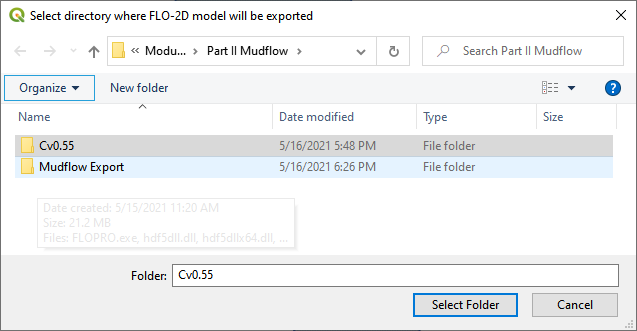 Select directory where FLO-2D model will be exported
« Modu... > Part II Mudflow
Search Part II Mudflow
Organize New folder
Name Date modified Type Size
Cv0.55 5/16/2021 5:48 PM File folder
Mudflow Export 5/16/2021 6:26 PM File folder
Date created: 5/15/2021 11:20 AM
Size: 21.2 MB
Files: FLOPRO.exe, hdf5dll.dll, hdf5dllx64.dll, ...
Folder: Cv0.55
Select Folder Cancel